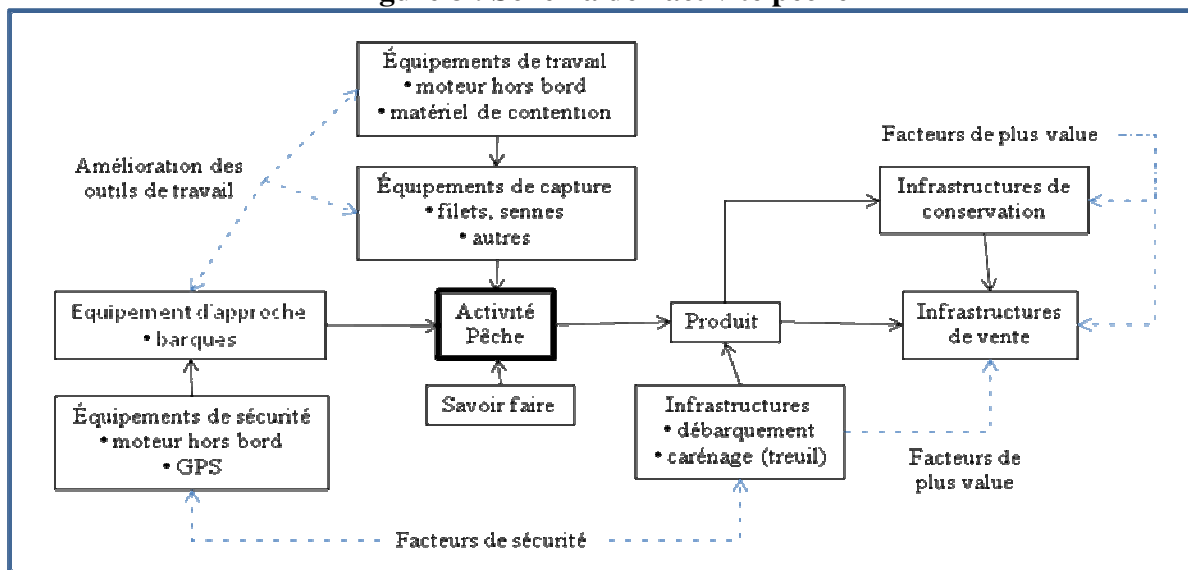 Équipements de travail
• moteur hors bord
• matériel de contention
Facteurs de plus value
Amélioration des
outils de travail
Équipements de capture
• filets, sennes
• autres
Infrastructures de
conservation
Equipement d'approche
• barques
Activité
Pêche
Produit
Infrastructures
de vente
Équipements de sécurité
• moteur hors bord
• GPS
Savoir faire
Infrastructures
• débarquement
• carénage (treuil)
Facteurs de
plus value
Facteurs de sécurité